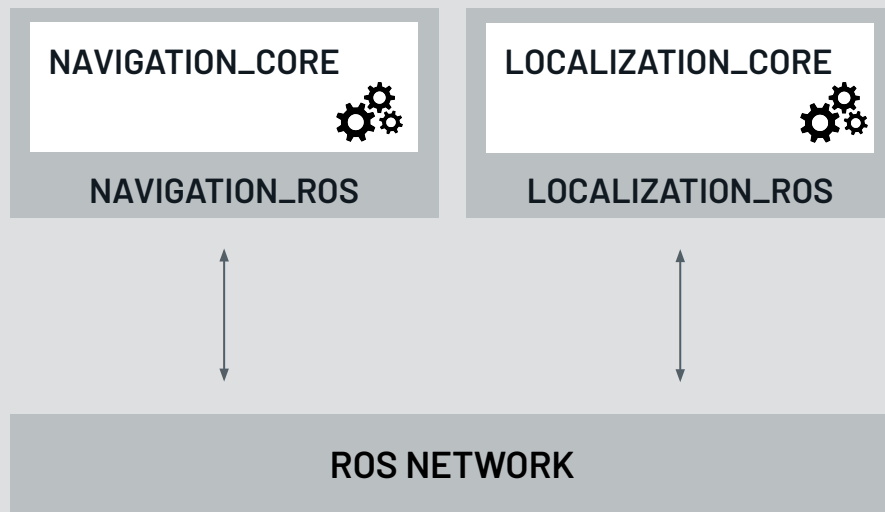 NAVIGATION_CORE
NAVIGATION_ROS
LOCALIZATION_CORE
LOCALIZATION_ROS
ROS NETWORK